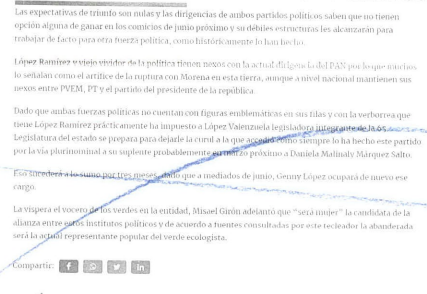 Las expectativas de triunfo son nulas y las dirigencias de ambos partidos políticos saben que no tienen
opción alguna de ganar en los comicios de junio próximo y su débiles estructuras les alcanzarán para
trabajar de facto para otra fuerza política, como históricamente lo han hecho.
López Ramírez y viejo vividor de la política tienen nexos con la actual dirigencia del PAN por lo que muchos
lo señalan como el artífice de la ruptura con Morena en esta tierra, aunque a nivel nacional mantienen sus
nexos entre PVEM, PT y el partido del presidente de la república
Dado que ambas fuerzas políticas no cuentan con figuras emblemáticas en sus filas y con la verborrea que
tiene López Ramírez prácticamente ha impuesto a López Valenzuela legisladora integrante de la 65
Legislatura del estado se prepara para dejarle la curul a la que accedió como siempre lo ha hecho este partido
por la vía plurinominal a su suplente probablemente en marzo próximo a Daniela Malinaly Márquez Salto.
Eso sucederá a lo sumo por tres meses, dado que a mediados de junio, Genny López ocupará de nuevo ese
cargo.
La víspera el vocero de los verdes en la entidad, Misael Girón adelantó que "será mujer" la candidata de la
alianza entre estos institutos políticos y de acuerdo a fuentes consultadas por este tecleador la abanderada
será la actual representante popular del verde ecologista.
Compartir: